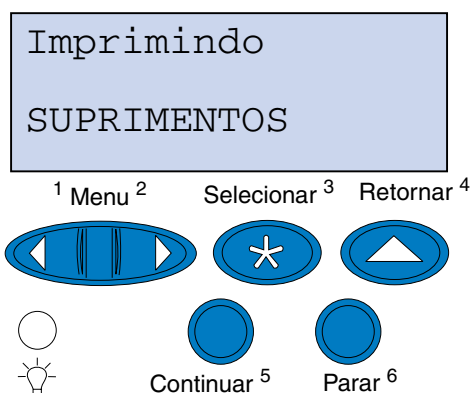 Imprimindo
SUPRIMENTOS
1 Menu 2 Selecionar 3 Retornar 4
Continuar 5 Parar 6